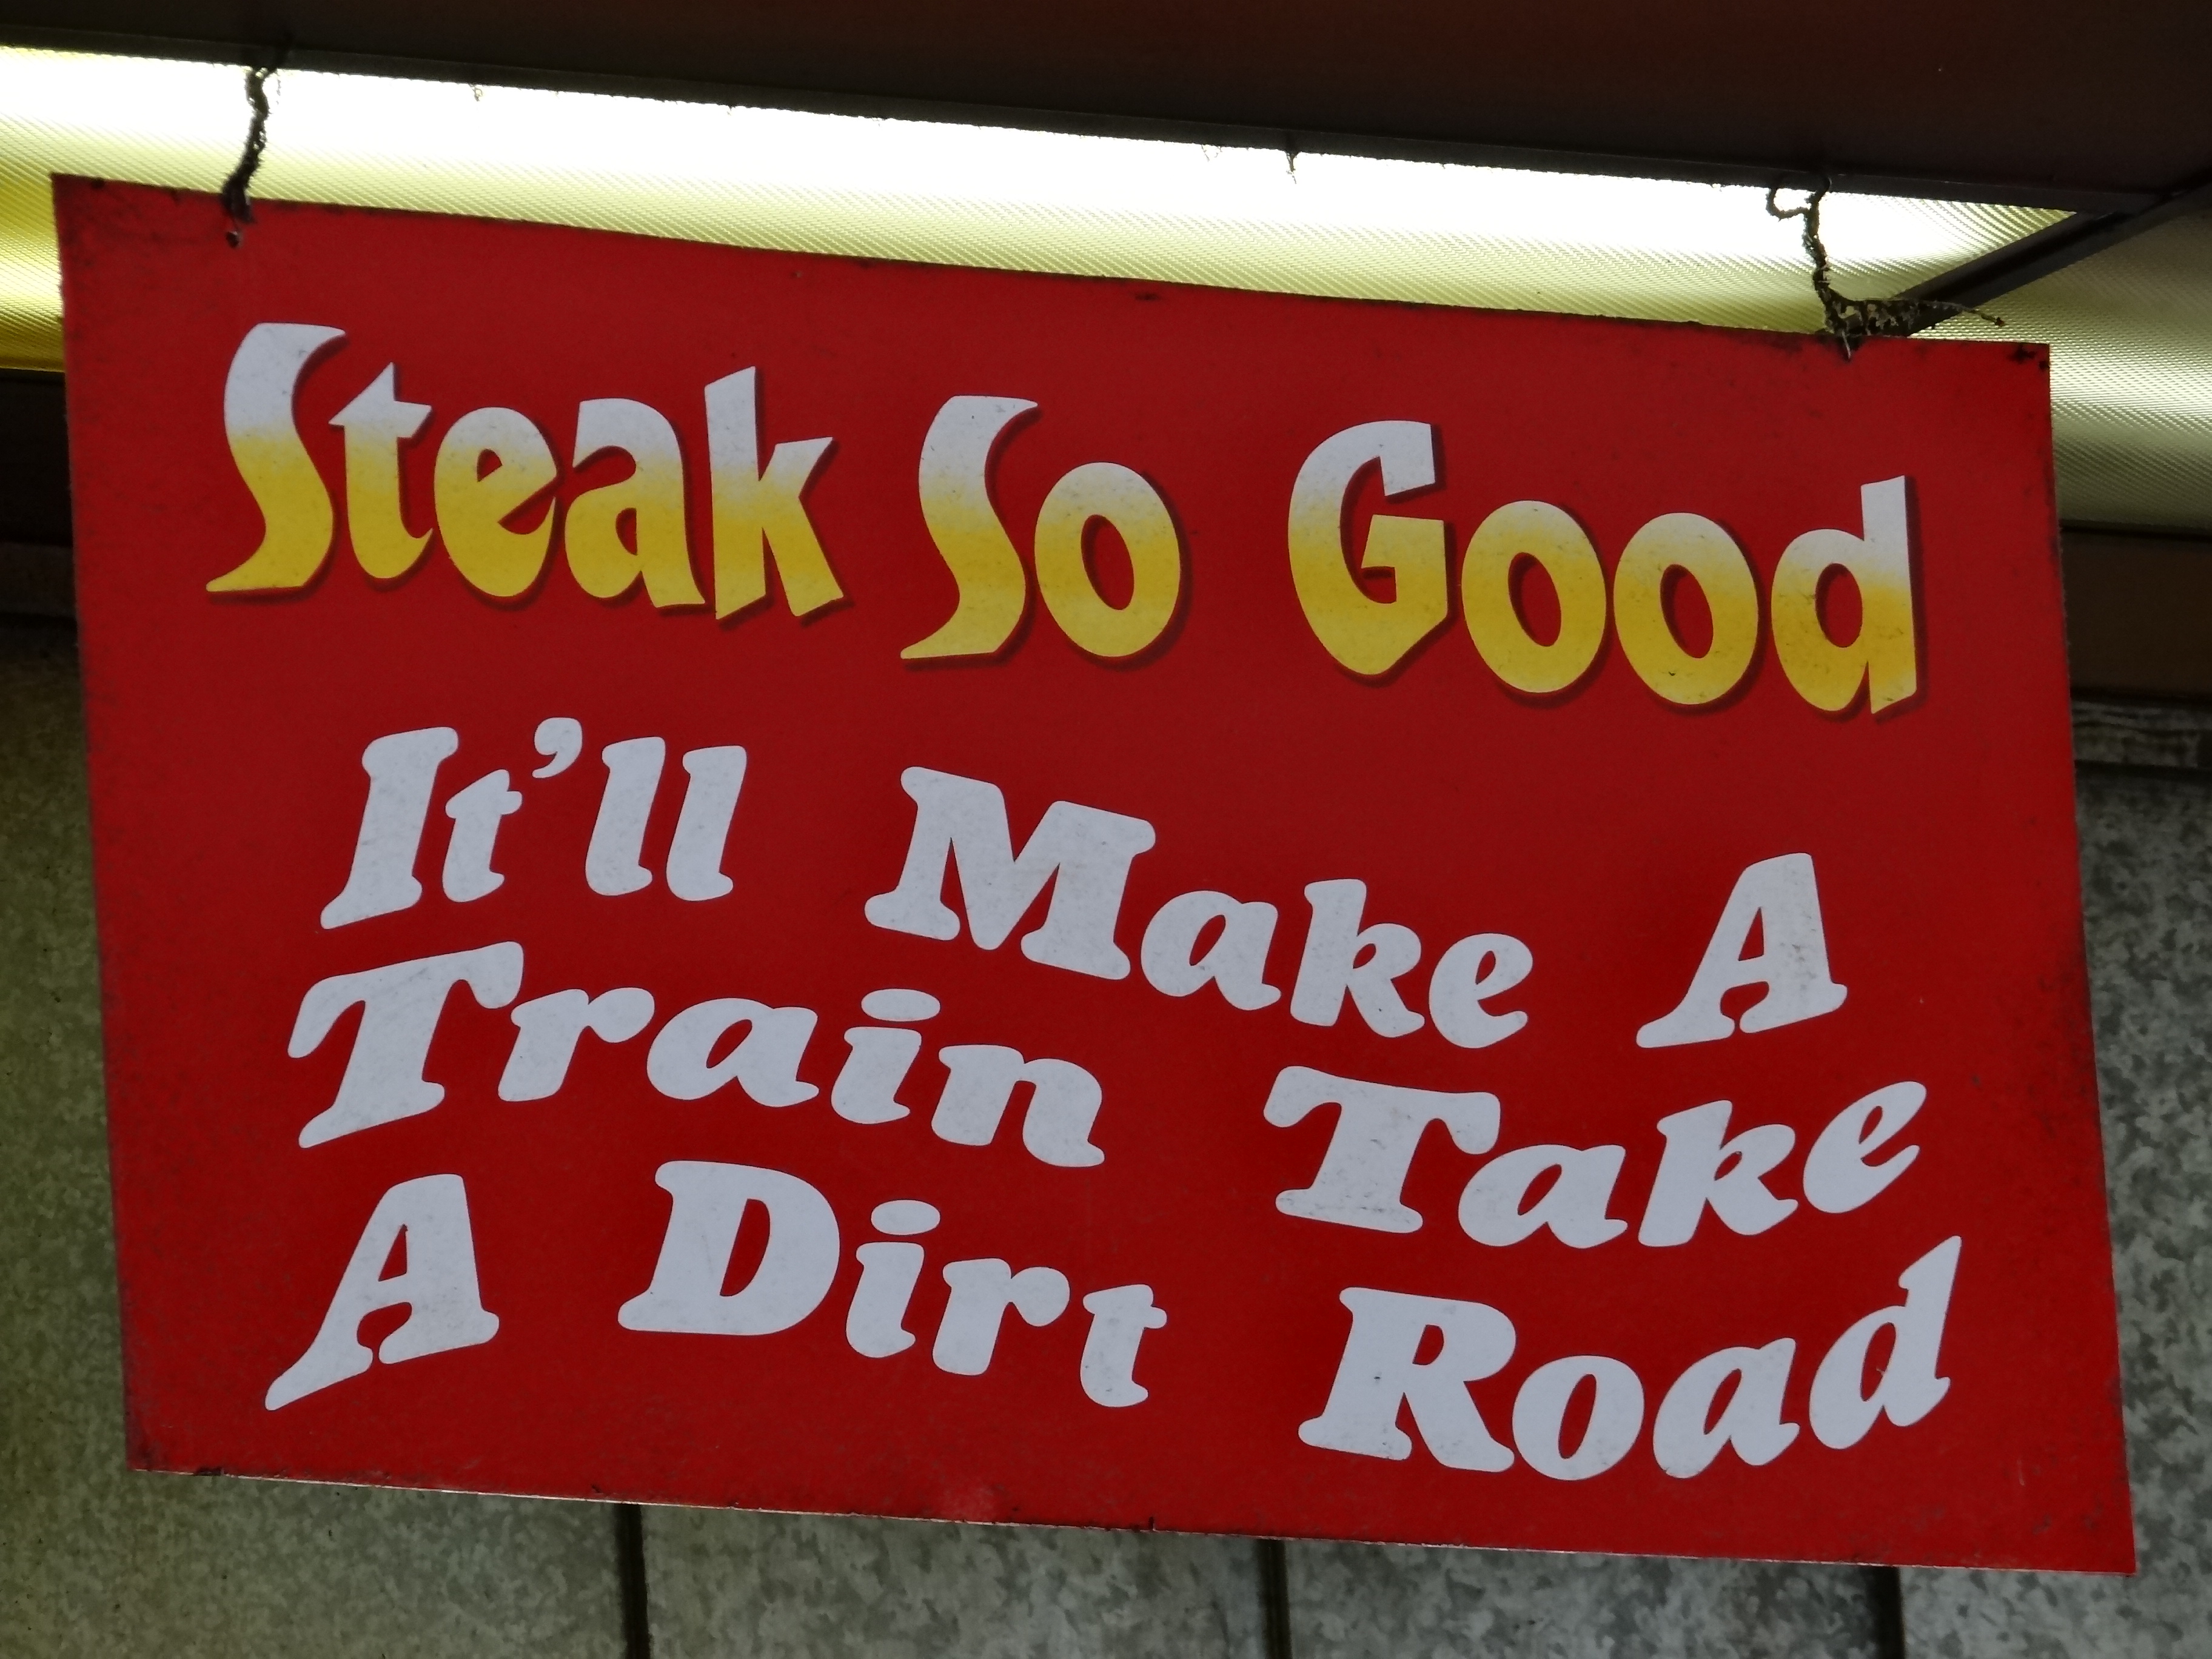 Steak So Good
It'll Make A
Train Take
A Dirt Road